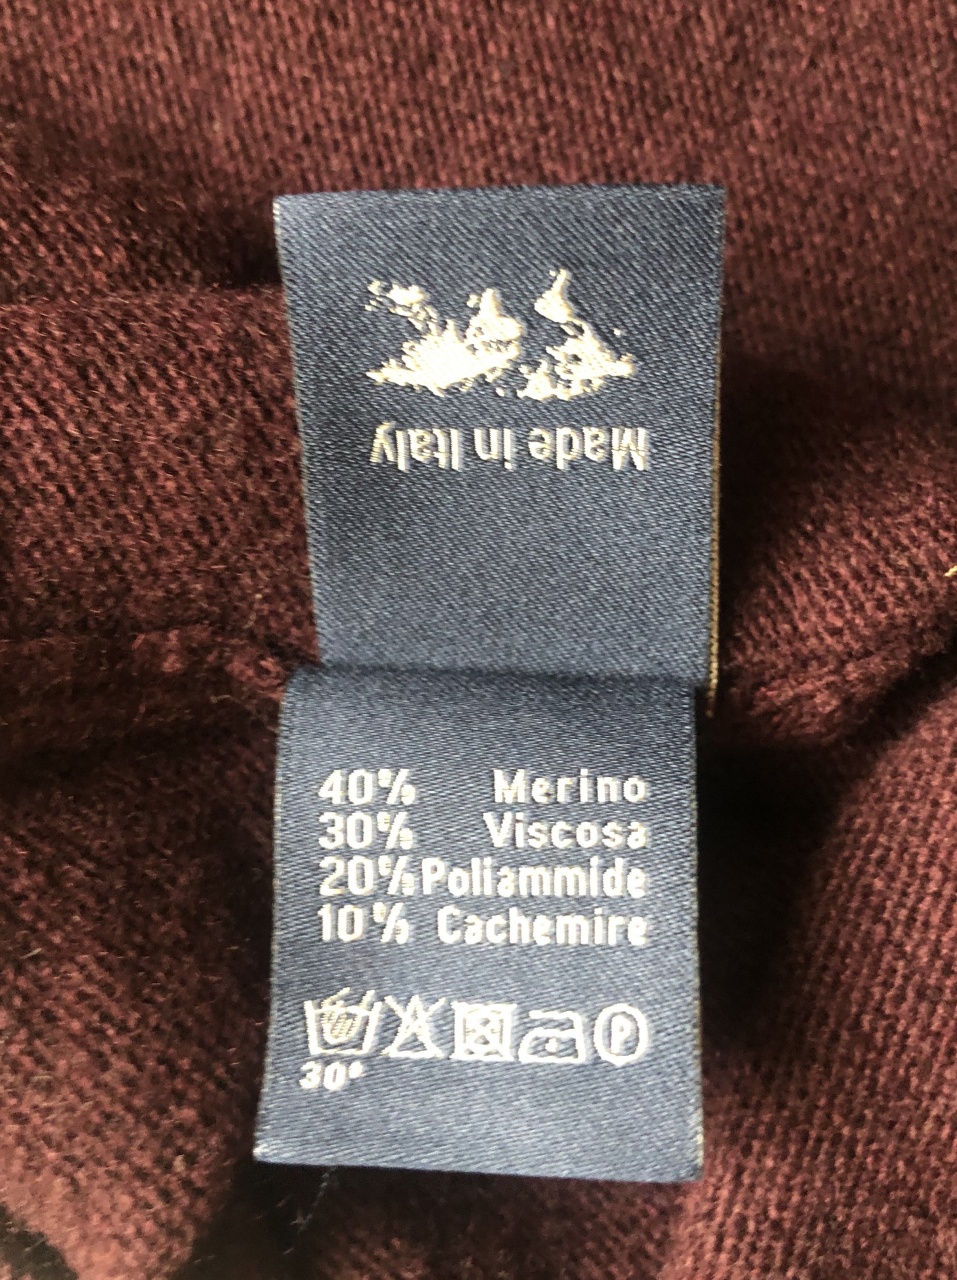 Made in Italy
40% Merino
30% Viscosa
20% Poliammide
10% Cachemire
P
30°